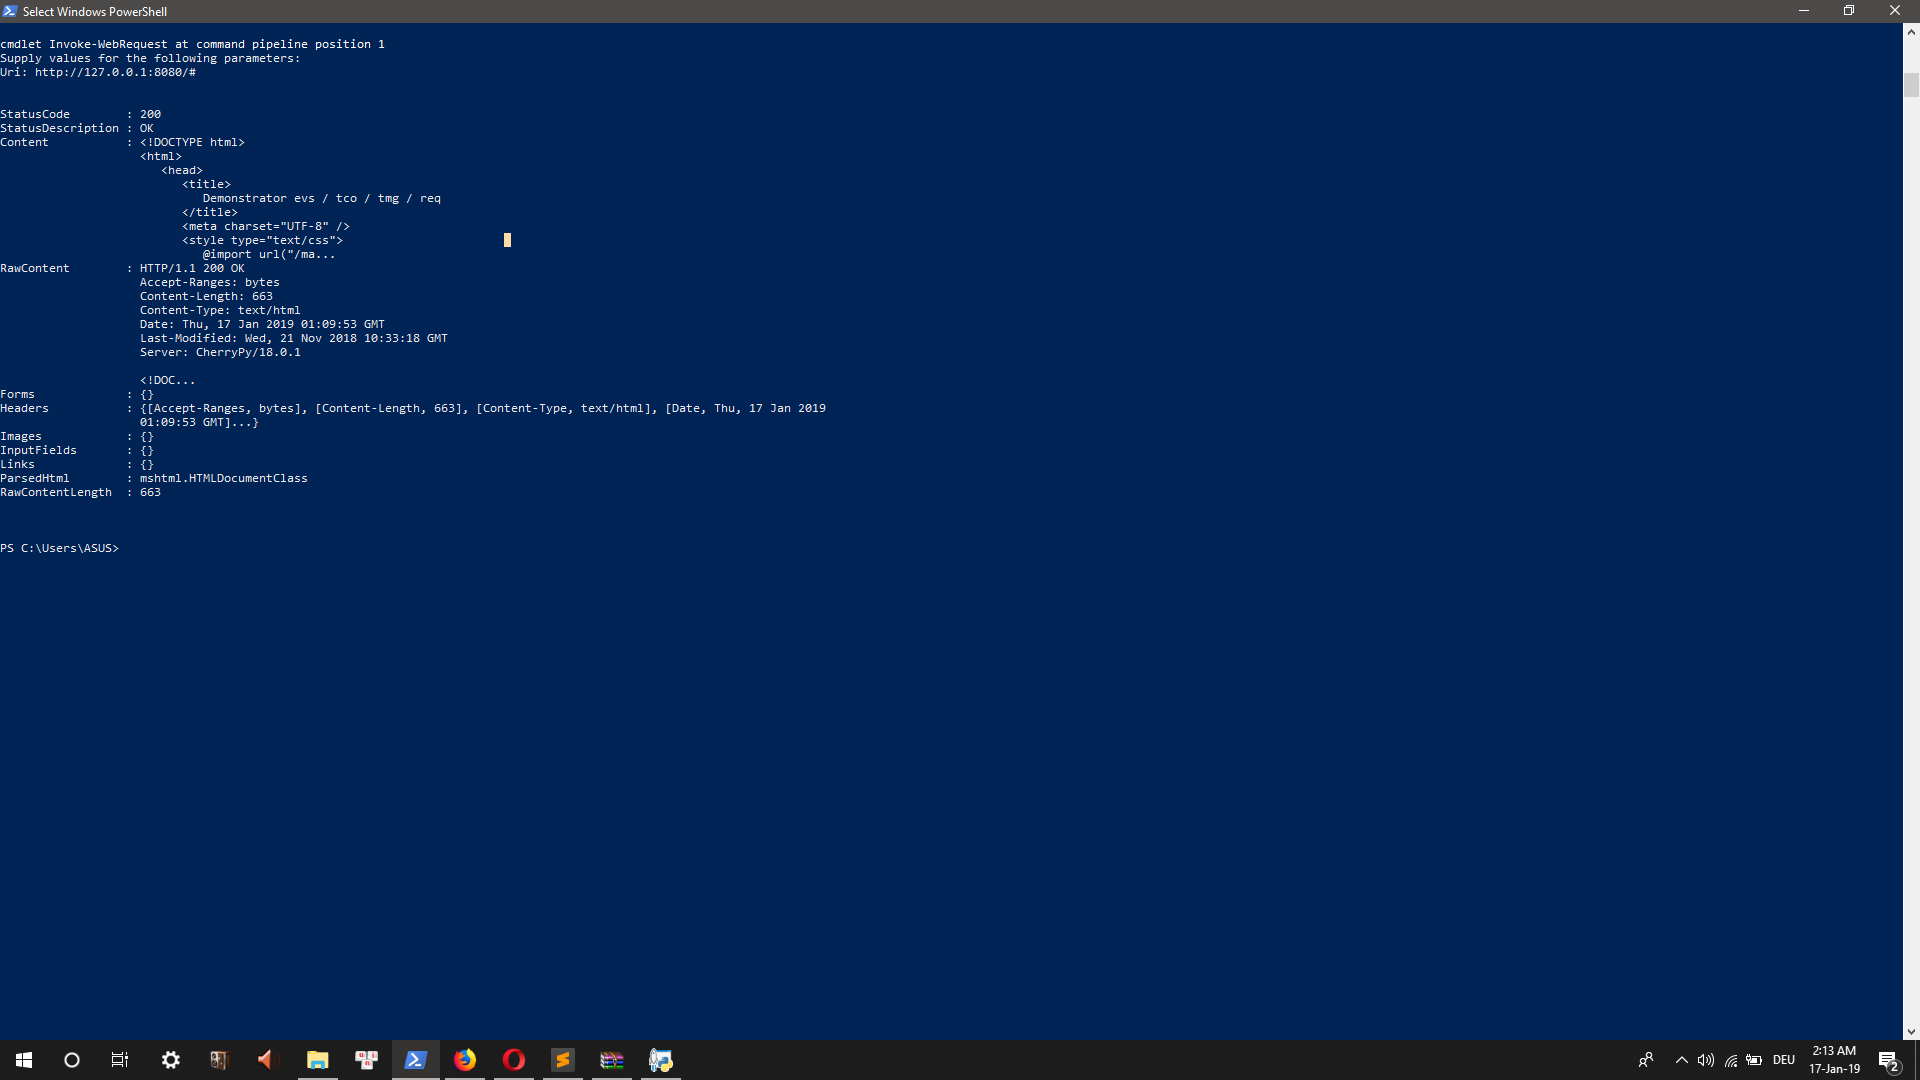 Select Windows PowerShell
cmdlet Invoke-WebRequest at command pipeline position 1
Supply values for the following parameters:
Uri: http://127.0.0.1:8080/#
StatusCode        : 200
StatusDescription : OK
Content           : <!DOCTYPE html>
<html>
<head>
<title>
Demonstrator evs / tco / tmg / req
</title>
<meta charset="UTF-8" />
<style type="text/css">
@import url("/ma...
RawContent        : HTTP/1.1 200 OK
Accept-Ranges: bytes
Content-Length: 663
Content-Type: text/html
Date: Thu, 17 Jan 2019 01:09:53 GMT
Last-Modified: Wed, 21 Nov 2018 10:33:18 GMT
Server: CherryPy/18.0.1
<!DOC...
Forms             : {}
Headers           : {[Accept-Ranges, bytes], [Content-Length, 663], [Content-Type, text/html], [Date, Thu, 17 Jan 2019
01:09:53 GMT]...}
Images            : {}
InputFields       : {}
Links             : {}
ParsedHtml        : mshtml.HTMLDocumentClass
RawContentLength  : 663
PS C:\Users\ASUS>
DEU
2:13 AM
17-Jan-19
2